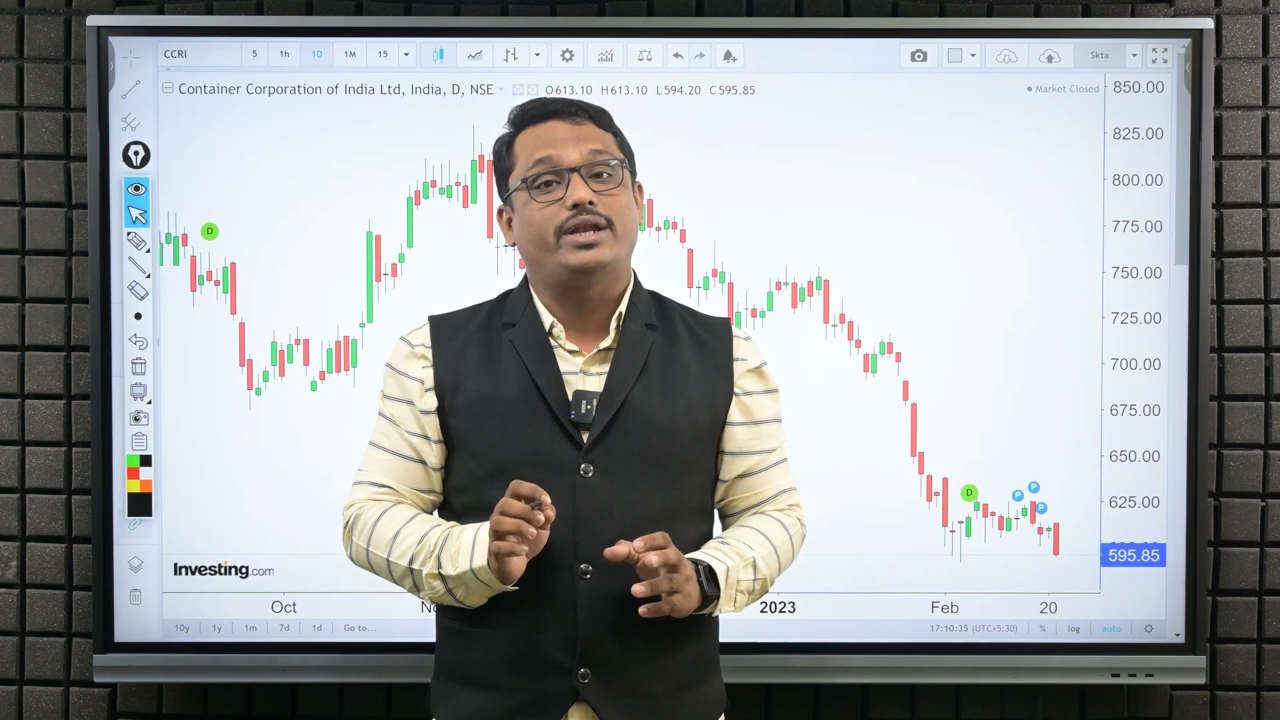 CCRI 5 1h 1D 1M 15 5kta
Container Corporation of India Ltd, India, D, NSE O613.10 H613.10 L594.20 C595.85 Market Closed
850.00
825.00
800.00
775.00
750.00
725.00
700.00
675.00
650.00
625.00
595.85
D
D
P
P
P
Investing.com
Oct
2023
Feb
20
10y 1y 1m 7d 1d Go to... 17:10:35 (UTC+5:30) % log auto